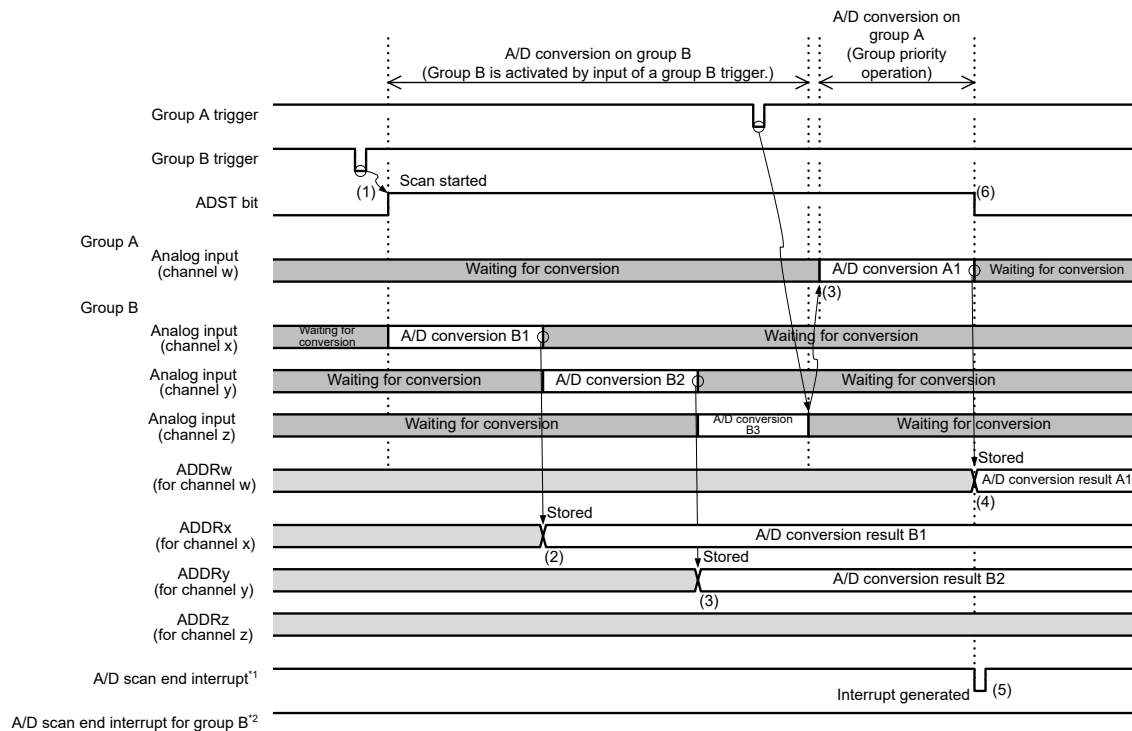 A/D conversion on
group A
(Group priority
operation)
A/D conversion on group B
(Group B is activated by input of a group B trigger.)
Group A trigger
Group B trigger
(1)
Scan started
(6)
ADST bit
Group A
Analog input
(channel w)
Waiting for conversion
A/D conversion A1
Waiting for conversion
(3)
Group B
Analog input
(channel x)
Waiting for
conversion
A/D conversion B1
Waiting for conversion
Analog input
(channel y)
Waiting for conversion
A/D conversion B2
Waiting for conversion
Analog input
(channel z)
Waiting for conversion
A/D conversion
B3
Waiting for conversion
ADDRw
(for channel w)
Stored
A/D conversion result A1
(4)
ADDRx
(for channel x)
Stored
A/D conversion result B1
(2)
ADDRy
(for channel y)
Stored
A/D conversion result B2
(3)
ADDRz
(for channel z)
A/D scan end interrupt*1
Interrupt generated
(5)
A/D scan end interrupt for group B*2